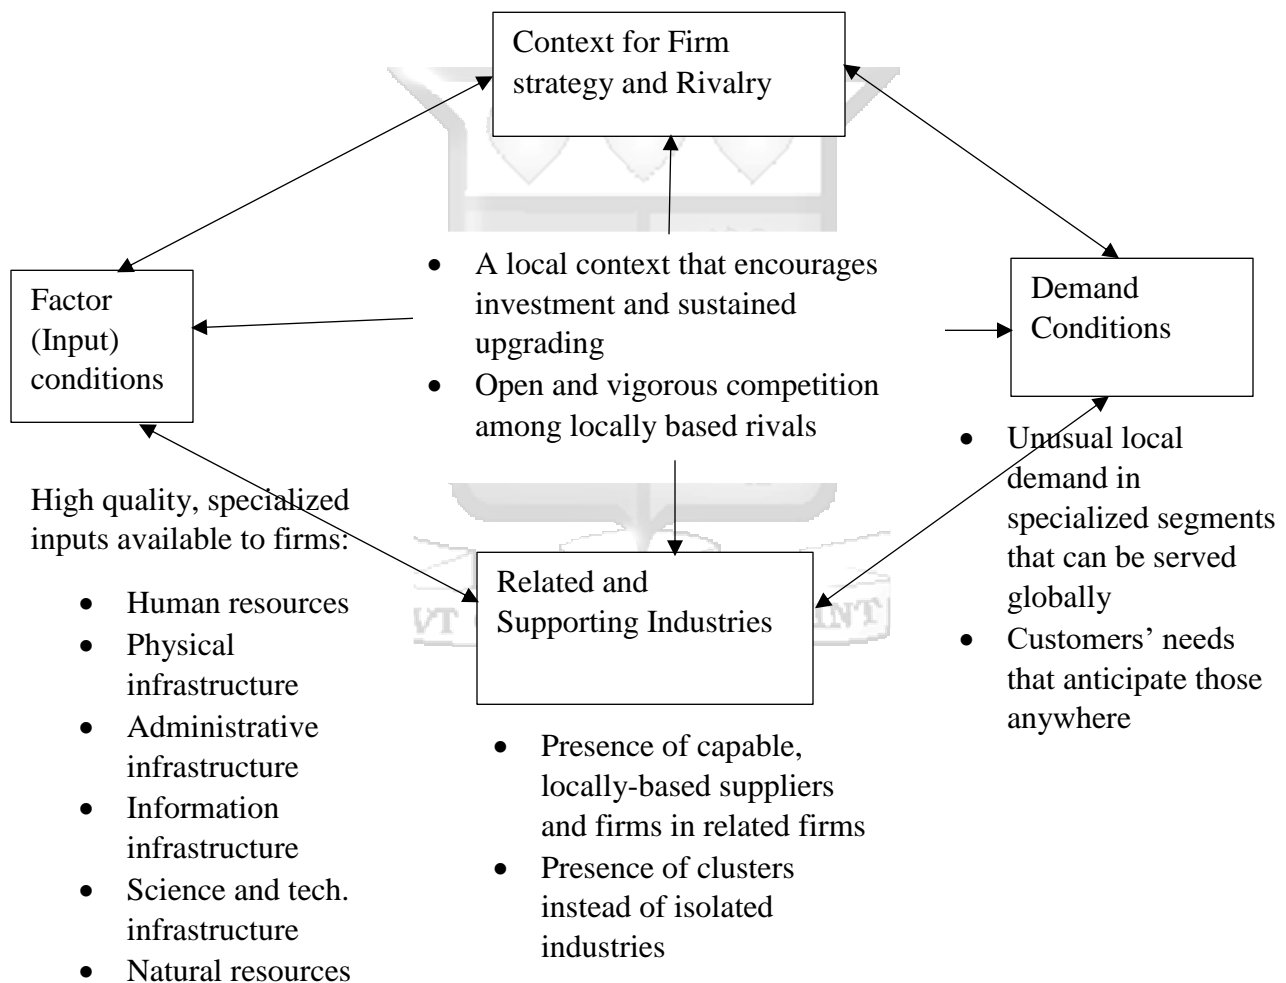 Context for Firm
strategy and Rivalry
Factor
(Input)
conditions
• A local context that encourages
investment and sustained
upgrading
• Open and vigorous competition
among locally based rivals
Demand
Conditions
High quality, specialized
inputs available to firms:
• Human resources
• Physical
infrastructure
• Administrative
infrastructure
• Information
infrastructure
• Science and tech.
infrastructure
• Natural resources
Related and
Supporting Industries
• Presence of capable,
locally-based suppliers
and firms in related firms
• Presence of clusters
instead of isolated
industries
• Unusual local
demand in
specialized segments
that can be served
globally
• Customers’ needs
that anticipate those
anywhere